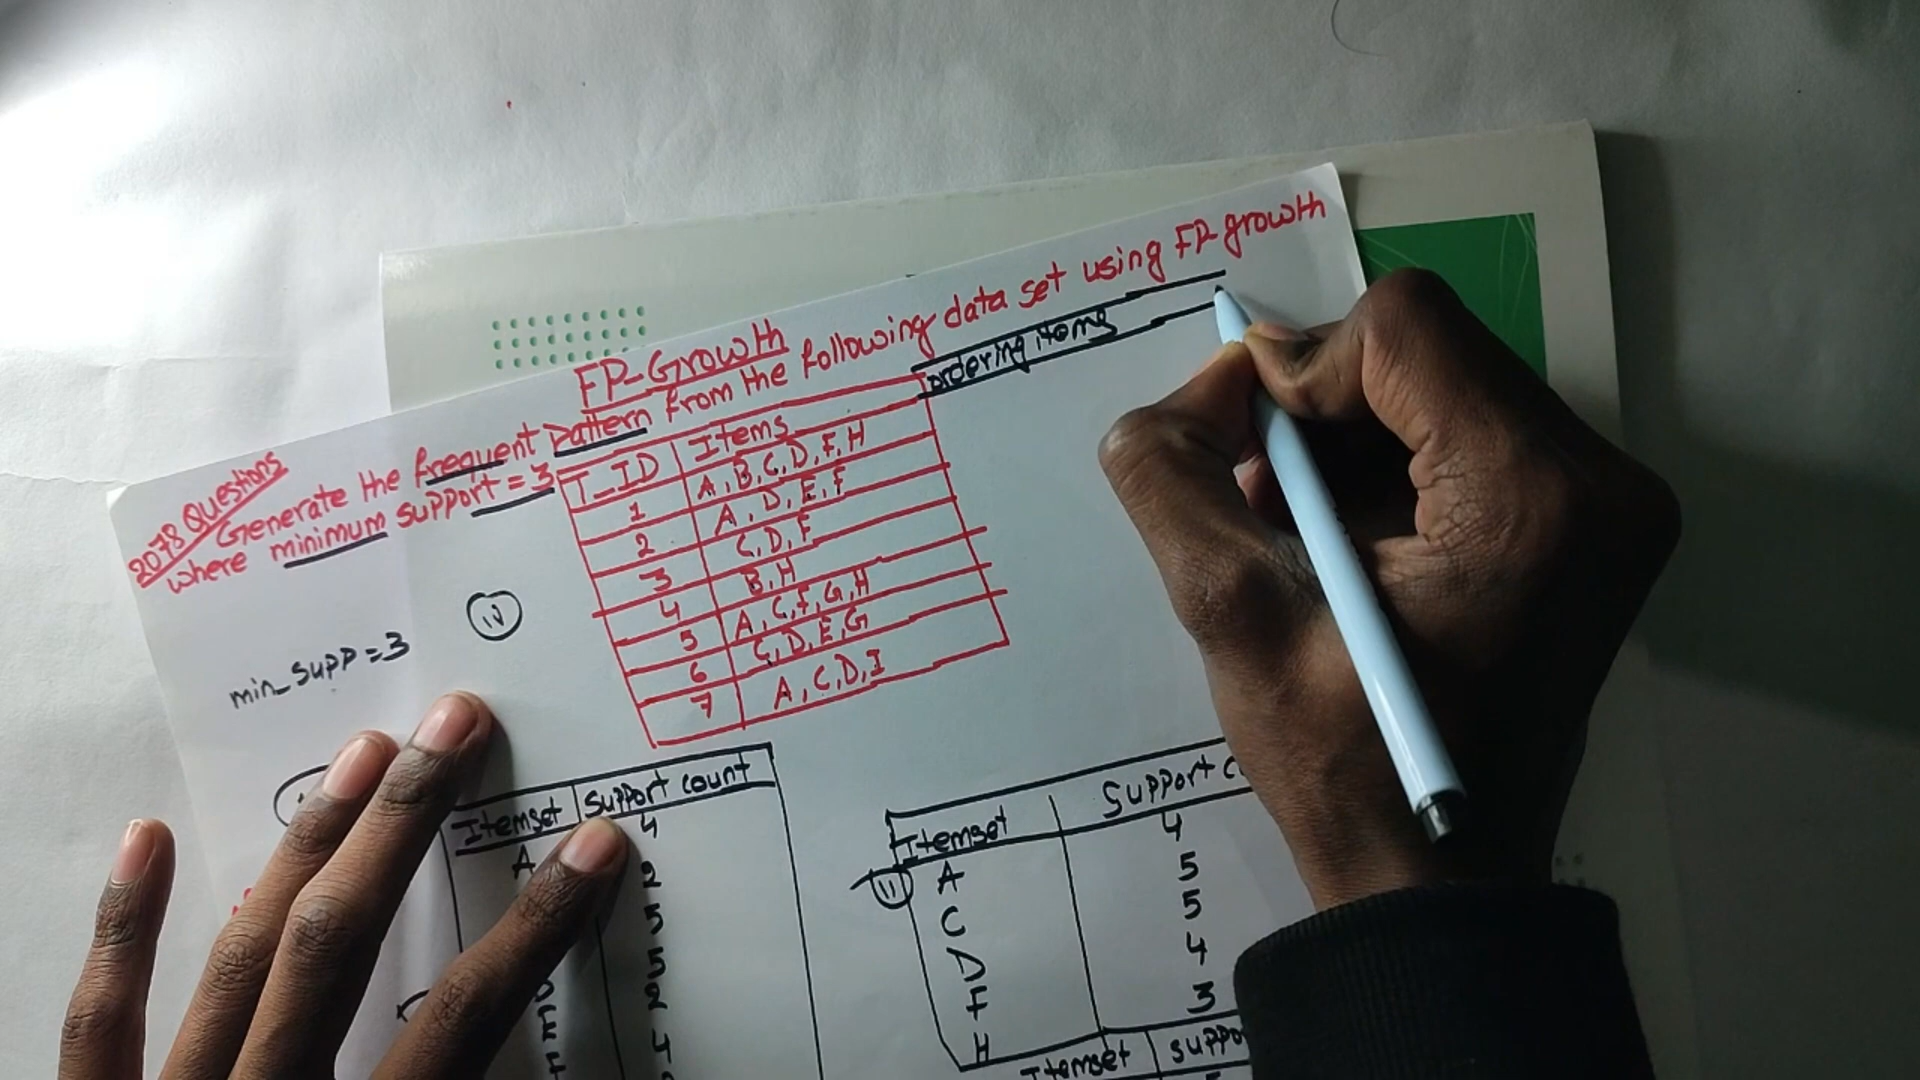 FP-Growth
2078 Questions
Generate the frequent pattern from the following data set using FP-growth
where minimum support = 3
T_ID Items ordering items
1 A, B, C, D, F, H
2 A, D, E, F
3 C, D, F
4 B, H
5 A, C, F, G, H
6 C, D, E, G
7 A, C, D, I
min_supp = 3
Itemset Support count
A 4
2
5
5
E 2
F 4
Itemset Support
A 4
C 5
D 5
F 4
H 3
Itemset